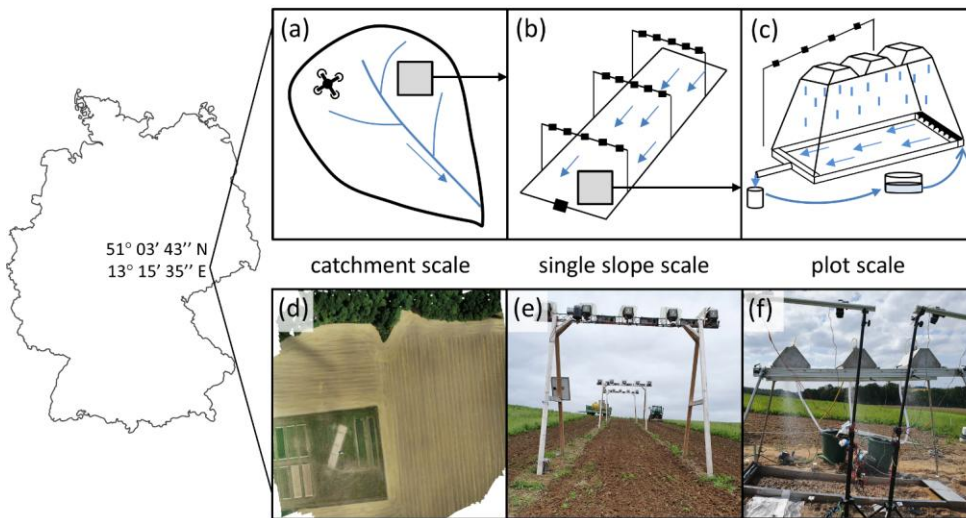 (a)
(b)
(c)
51° 03' 43'' N
13° 15' 35'' E
catchment scale
single slope scale
plot scale
(d)
(e)
(f)